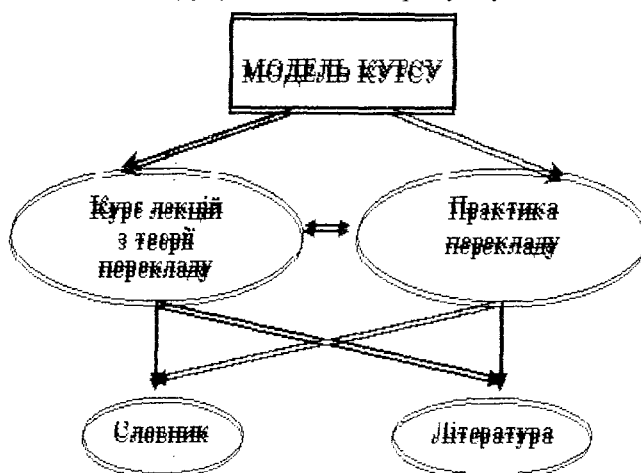 МОДЕЛЬ КУРСУ
Курс лекцій
з теорії
перекладу
Практика
перекладу
Словник
Література